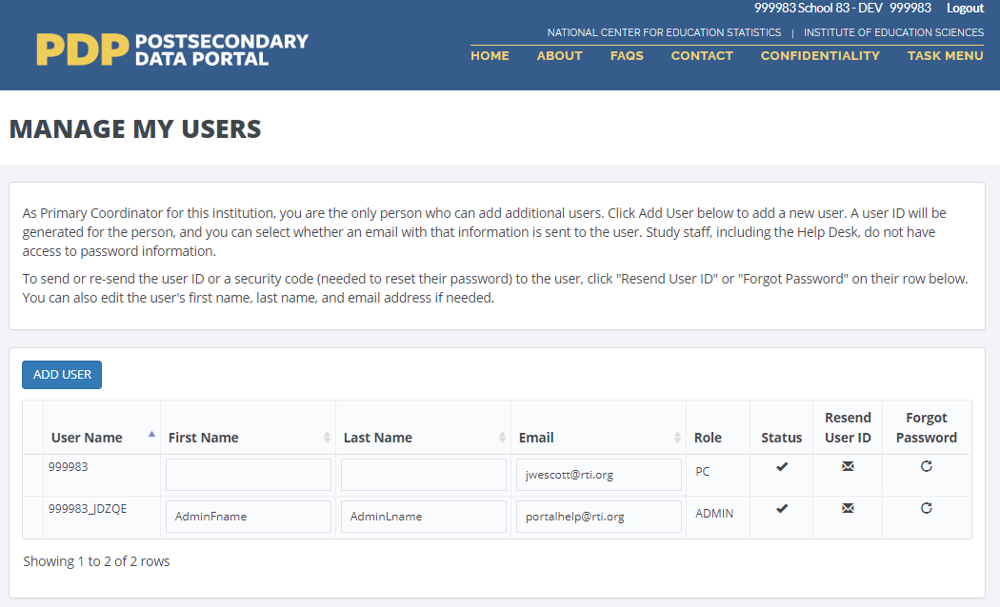 999983 School 83 - DEV 999983 Logout
NATIONAL CENTER FOR EDUCATION STATISTICS | INSTITUTE OF EDUCATION SCIENCES
PDP POSTSECONDARY
DATA PORTAL
HOME ABOUT FAQS CONTACT CONFIDENTIALITY TASK MENU
MANAGE MY USERS
As Primary Coordinator for this institution, you are the only person who can add additional users. Click Add User below to add a new user. A user ID will be
generated for the person, and you can select whether an email with that information is sent to the user. Study staff, including the Help Desk, do not have
access to password information.
To send or re-send the user ID or a security code (needed to reset their password) to the user, click "Resend User ID" or "Forgot Password" on their row below.
You can also edit the user's first name, last name, and email address if needed.
ADD USER
User Name First Name Last Name Email Role Status Resend User ID Forgot Password
999983 jwescott@rti.org PC
999983_JDZQE AdminFname AdminLname portalhelp@rti.org ADMIN
Showing 1 to 2 of 2 rows